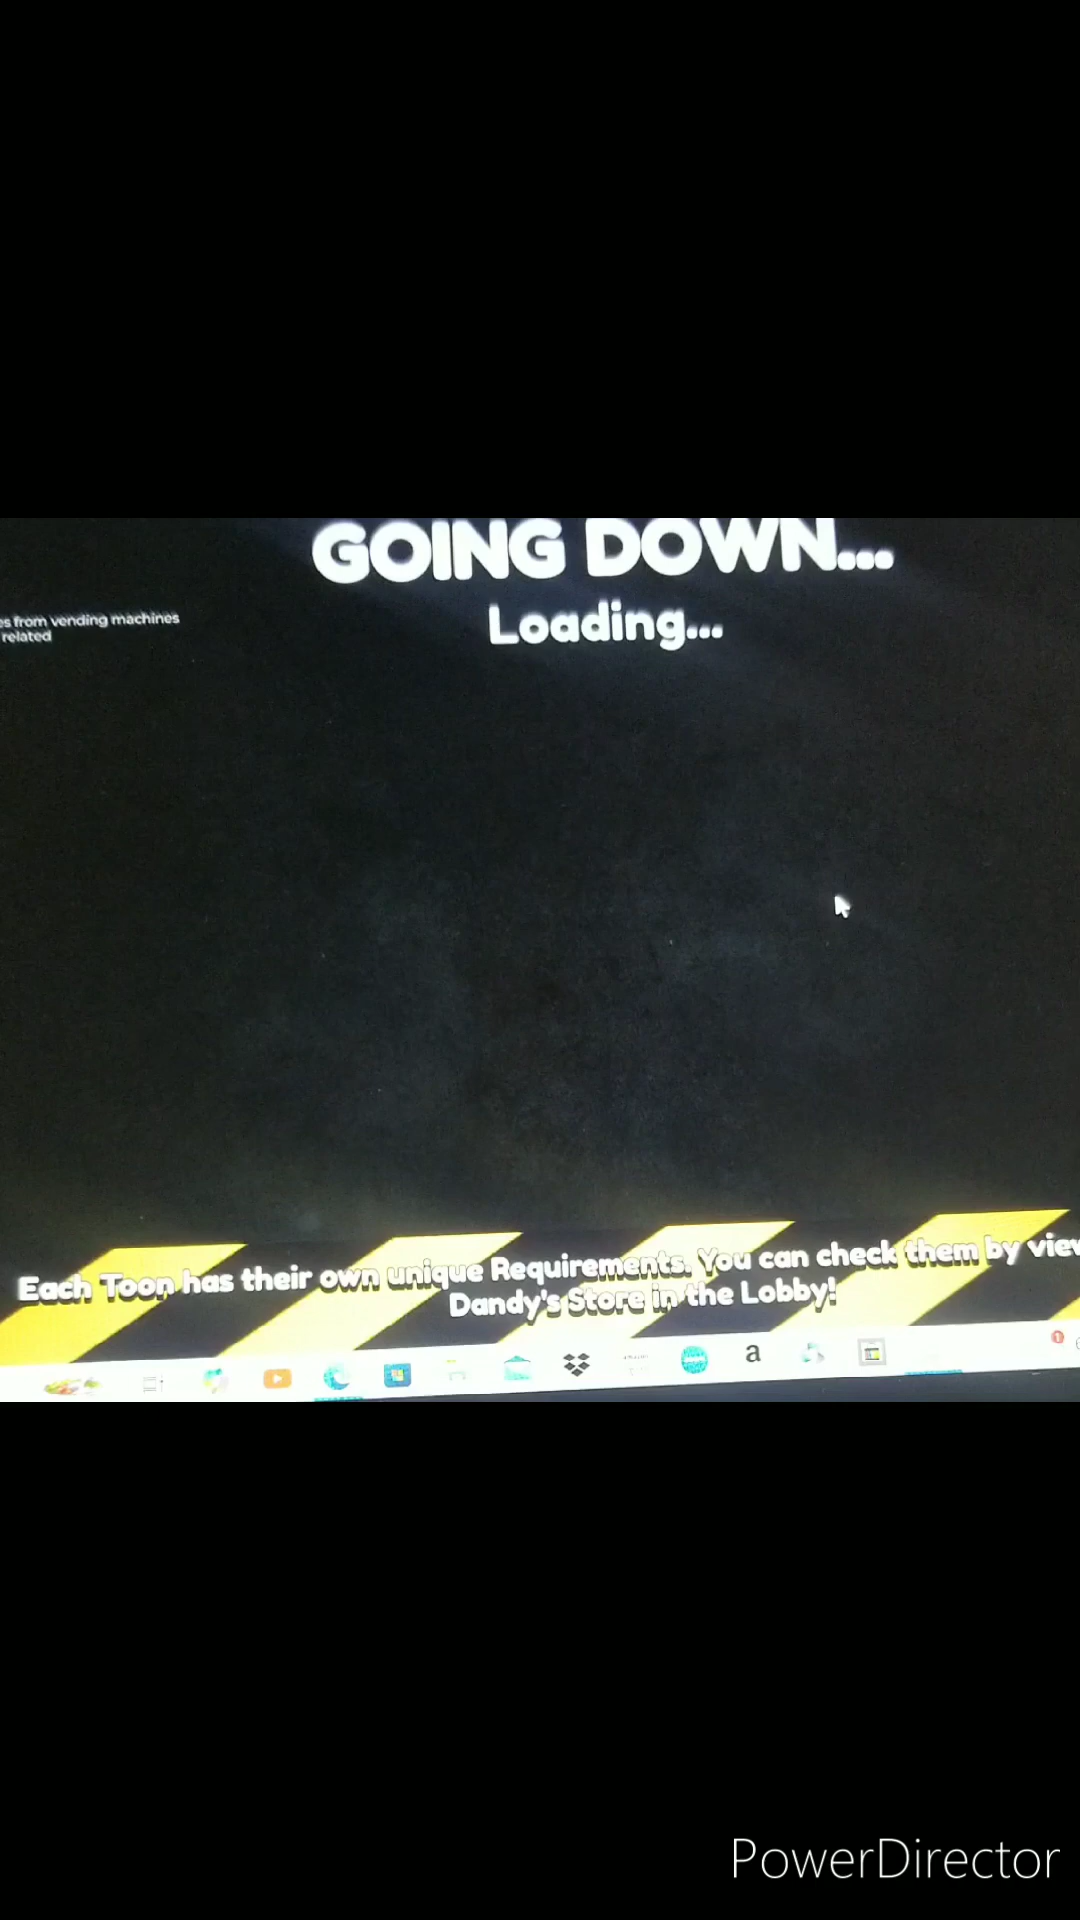 GOING DOWN...
Loading...
from vending machines
related
Each Toon has their own unique Requirements. You can check them by
Dandy's Store in the Lobby!
a
1
PowerDirector